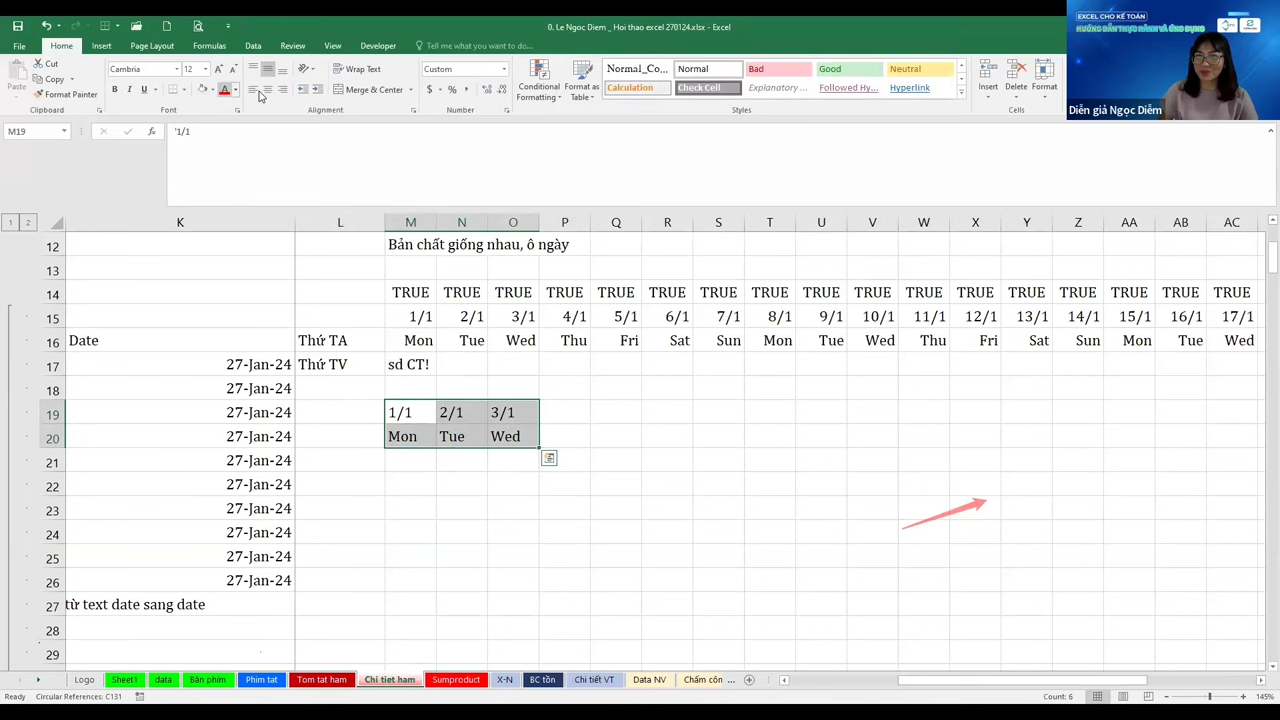 0. Le Ngoc Diem _ Hoi thao excel 270124.xlsx - Excel
EXCEL CHO KẾ TOÁN
HƯỚNG DẪN THỰC HÀNH VÀ ỨNG DỤNG
Diễn giả Ngọc Diễm
File Home Insert Page Layout Formulas Data Review View Developer Tell me what you want to do...
Paste Cut Copy Format Painter
Clipboard
Cambria 12
B I U
Font
Wrap Text
Merge & Center
Alignment
Custom
$ % ,
Number
Conditional Formatting Format as Table
Normal_Co... Normal Bad Good Neutral
Calculation Check Cell Explanatory ... Followed Hy... Hyperlink
Styles
Insert Delete Format
Cells
M19 fx '1/1
1 2 K L M N O P Q R S T U V W X Y Z AA AB AC
12 Bản chất giống nhau, ô ngày
13
14 TRUE TRUE TRUE TRUE TRUE TRUE TRUE TRUE TRUE TRUE TRUE TRUE TRUE TRUE TRUE TRUE TRUE
15 1/1 2/1 3/1 4/1 5/1 6/1 7/1 8/1 9/1 10/1 11/1 12/1 13/1 14/1 15/1 16/1 17/1
16 Date Thứ TA Mon Tue Wed Thu Fri Sat Sun Mon Tue Wed Thu Fri Sat Sun Mon Tue Wed
17 27-Jan-24 Thứ TV sd CT!
18 27-Jan-24
19 27-Jan-24 1/1 2/1 3/1
20 27-Jan-24 Mon Tue Wed
21 27-Jan-24
22 27-Jan-24
23 27-Jan-24
24 27-Jan-24
25 27-Jan-24
26 27-Jan-24
27 từ text date sang date
28
29
Logo Sheet1 data Bàn phím Phim tat Tom tat ham Chi tiet ham Sumproduct X-N BC tồn Chi tiết VT Data NV Chấm côn ...
Ready Circular References: C131 Count: 6 145%